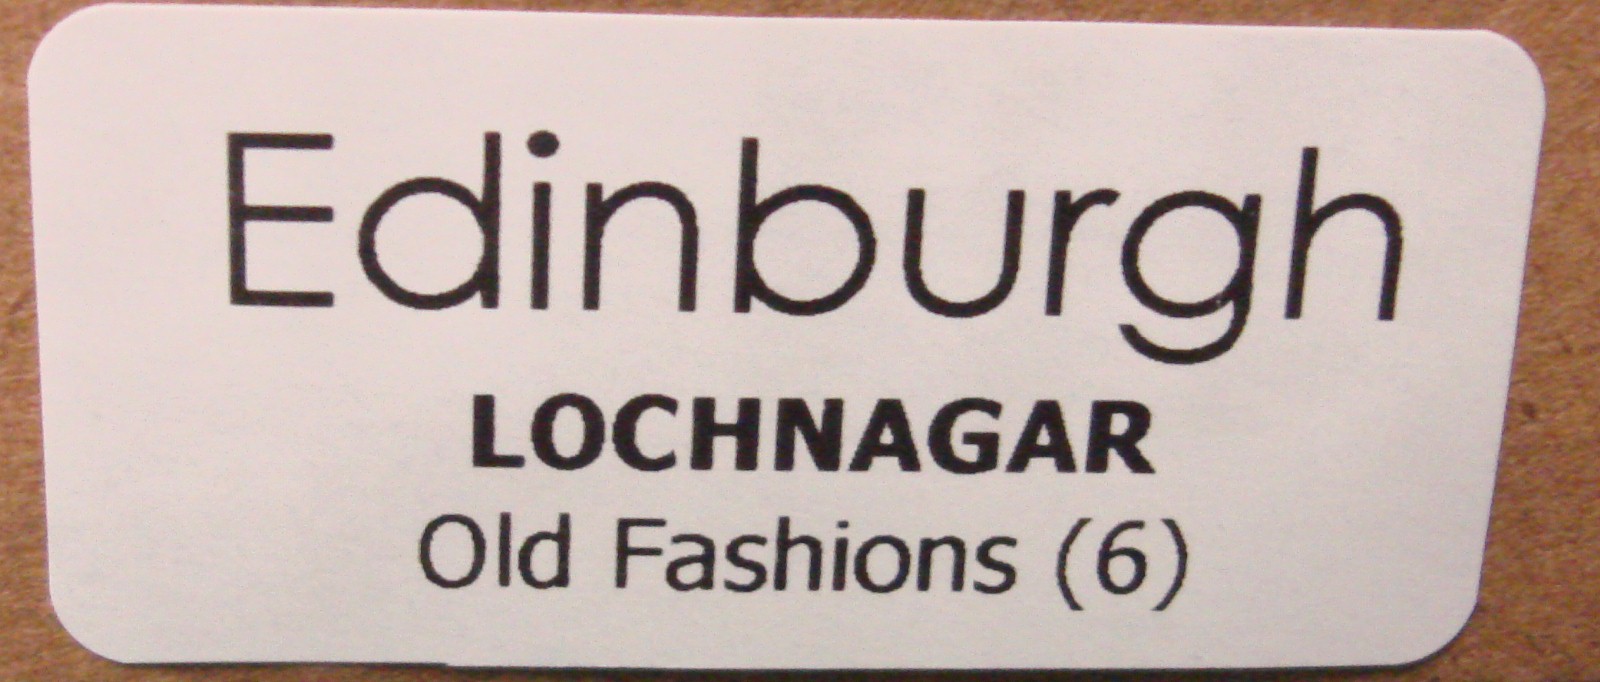 Edinburgh
LOCHNAGAR
Old Fashions (6)